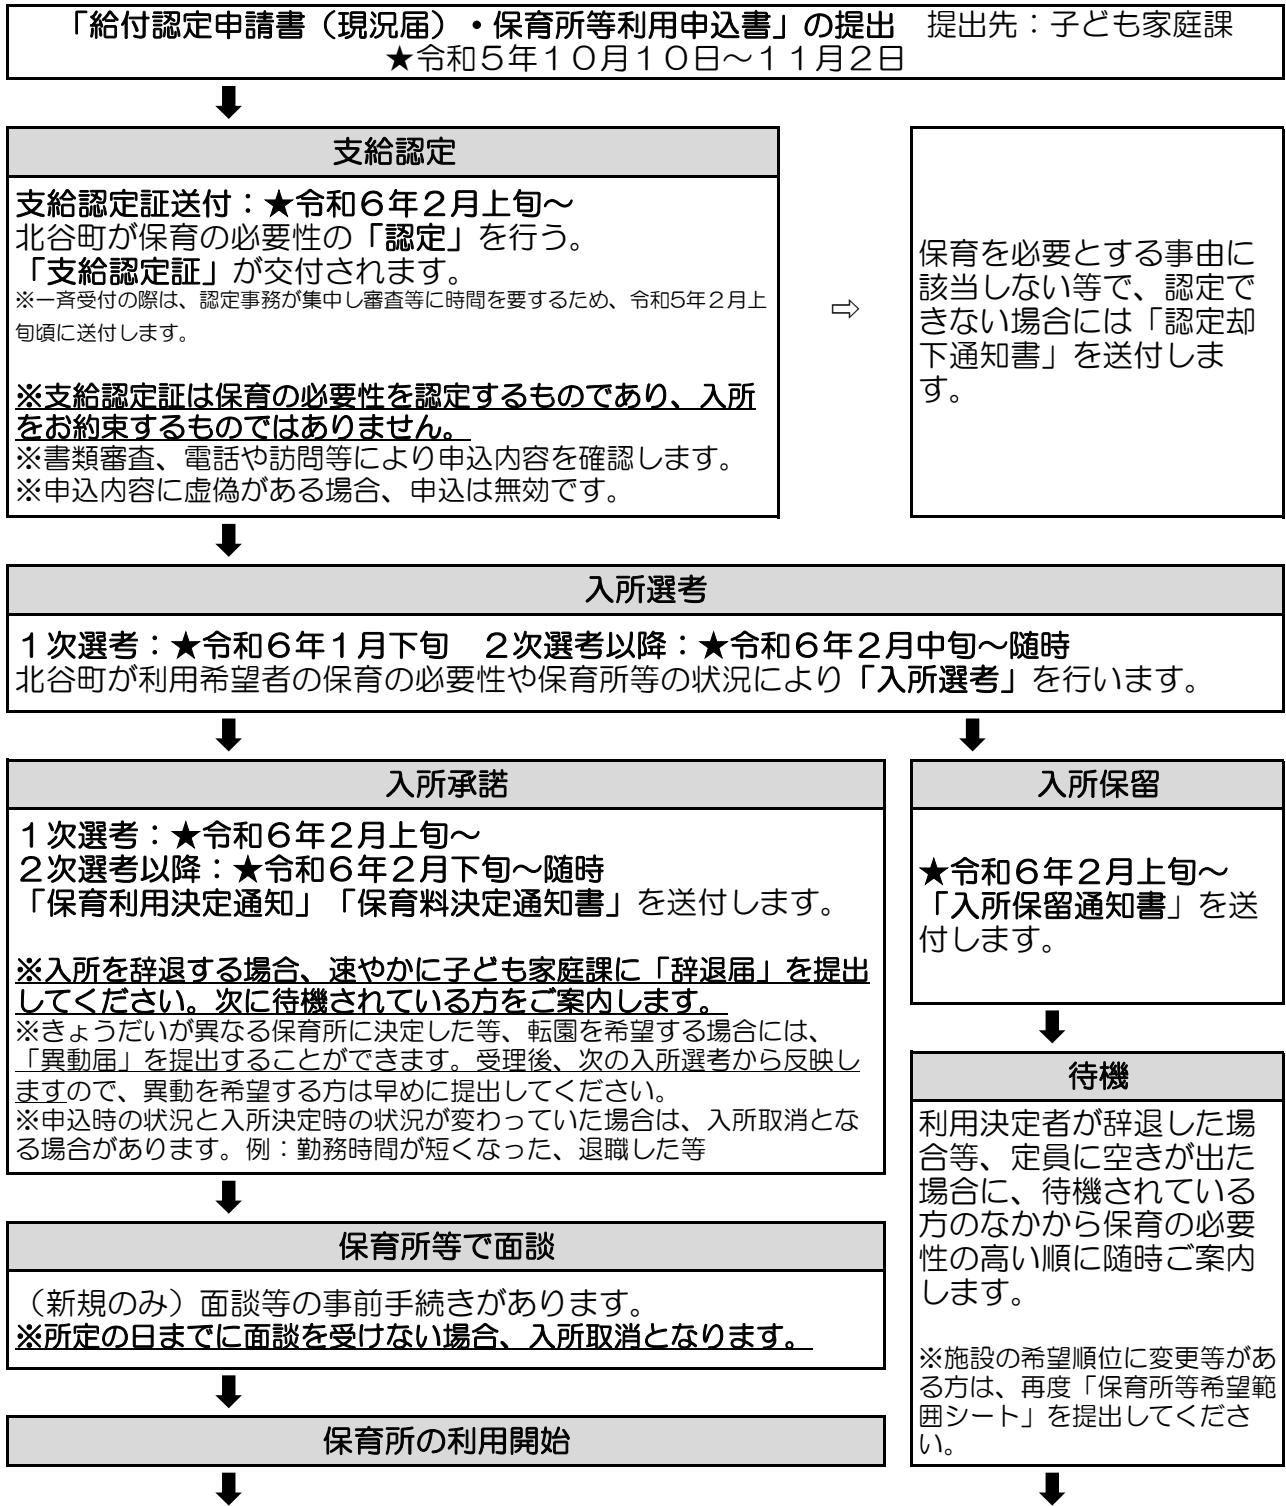 「給付認定申請書（現況届）・保育所等利用申込書」の提出　提出先：子ども家庭課
★令和５年１０月１０日～１１月２日
支給認定
支給認定証送付：★令和６年２月上旬～
北谷町が保育の必要性の「認定」を行う。
「支給認定証」が交付されます。
※一斉受付の際は、認定事務が集中し審査等に時間を要するため、令和5年２月上
旬頃に送付します。
※支給認定証は保育の必要性を認定するものであり、入所
をお約束するものではありません。
※書類審査、電話や訪問等により申込内容を確認します。
※申込内容に虚偽がある場合、申込は無効です。
⇨
保育を必要とする事由に
該当しない等で、認定で
きない場合には「認定却
下通知書」を送付しま
す。
入所選考
１次選考：★令和６年１月下旬　２次選考以降：★令和６年２月中旬～随時
北谷町が利用希望者の保育の必要性や保育所等の状況により「入所選考」を行います。
入所承諾
１次選考：★令和６年２月上旬～
２次選考以降：★令和６年２月下旬～随時
「保育利用決定通知」「保育料決定通知書」を送付します。
※入所を辞退する場合、速やかに子ども家庭課に「辞退届」を提出
してください。次に待機されている方をご案内します。
※きょうだいが異なる保育所に決定した等、転園を希望する場合には、
「異動届」を提出することができます。受理後、次の入所選考から反映し
ますので、異動を希望する方は早めに提出してください。
※申込時の状況と入所決定時の状況が変わっていた場合は、入所取消とな
る場合があります。例：勤務時間が短くなった、退職した等
入所保留
★令和６年２月上旬～
「入所保留通知書」を送
付します。
待機
利用決定者が辞退した場
合等、定員に空きが出た
場合に、待機されている
方のなかから保育の必要
性の高い順に随時ご案内
します。
※施設の希望順位に変更等があ
る方は、再度「保育所等希望範
囲シート」を提出してくださ
い。
保育所等で面談
（新規のみ）面談等の事前手続きがあります。
※所定の日までに面談を受けない場合、入所取消となります。
保育所の利用開始